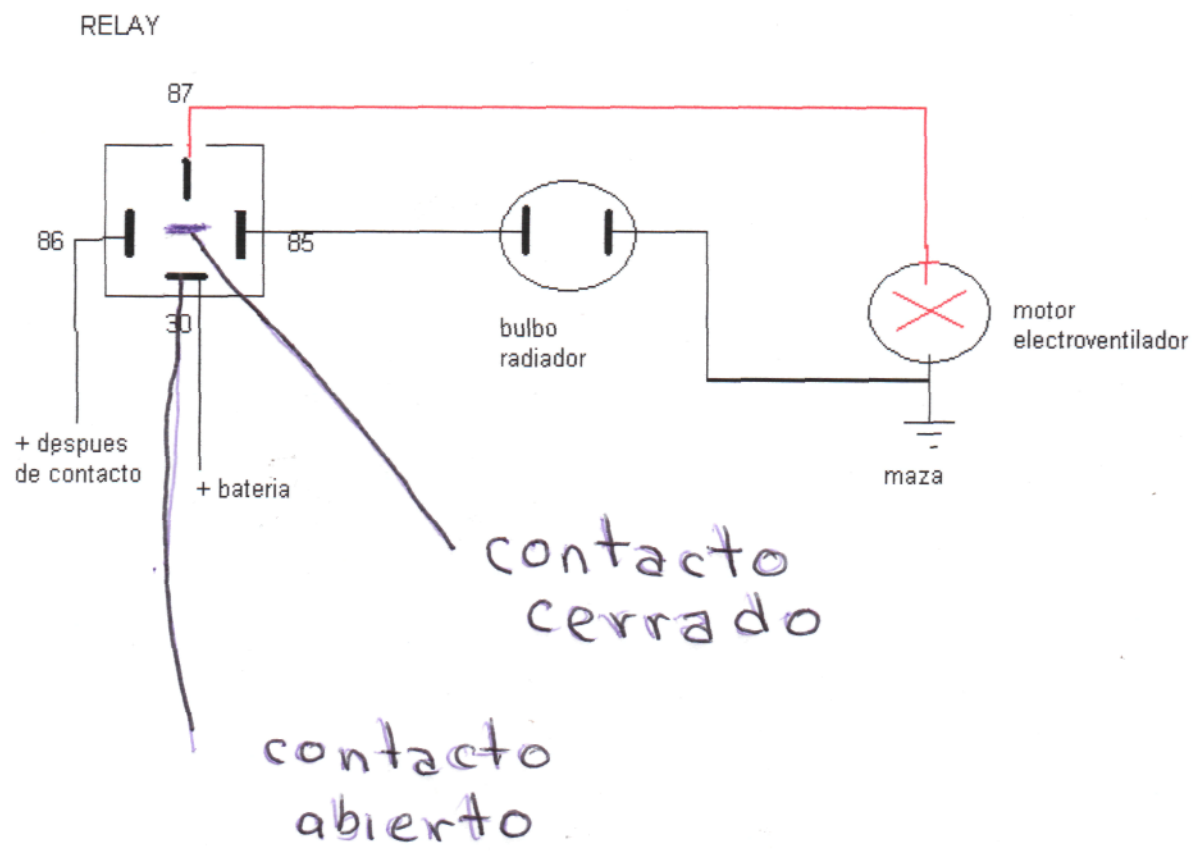 RELAY
87
86
85
30
bulbo
radiador
motor
electroventilador
+ despues
de contacto
+ bateria
maza
contacto
cerrado
contacto
abierto